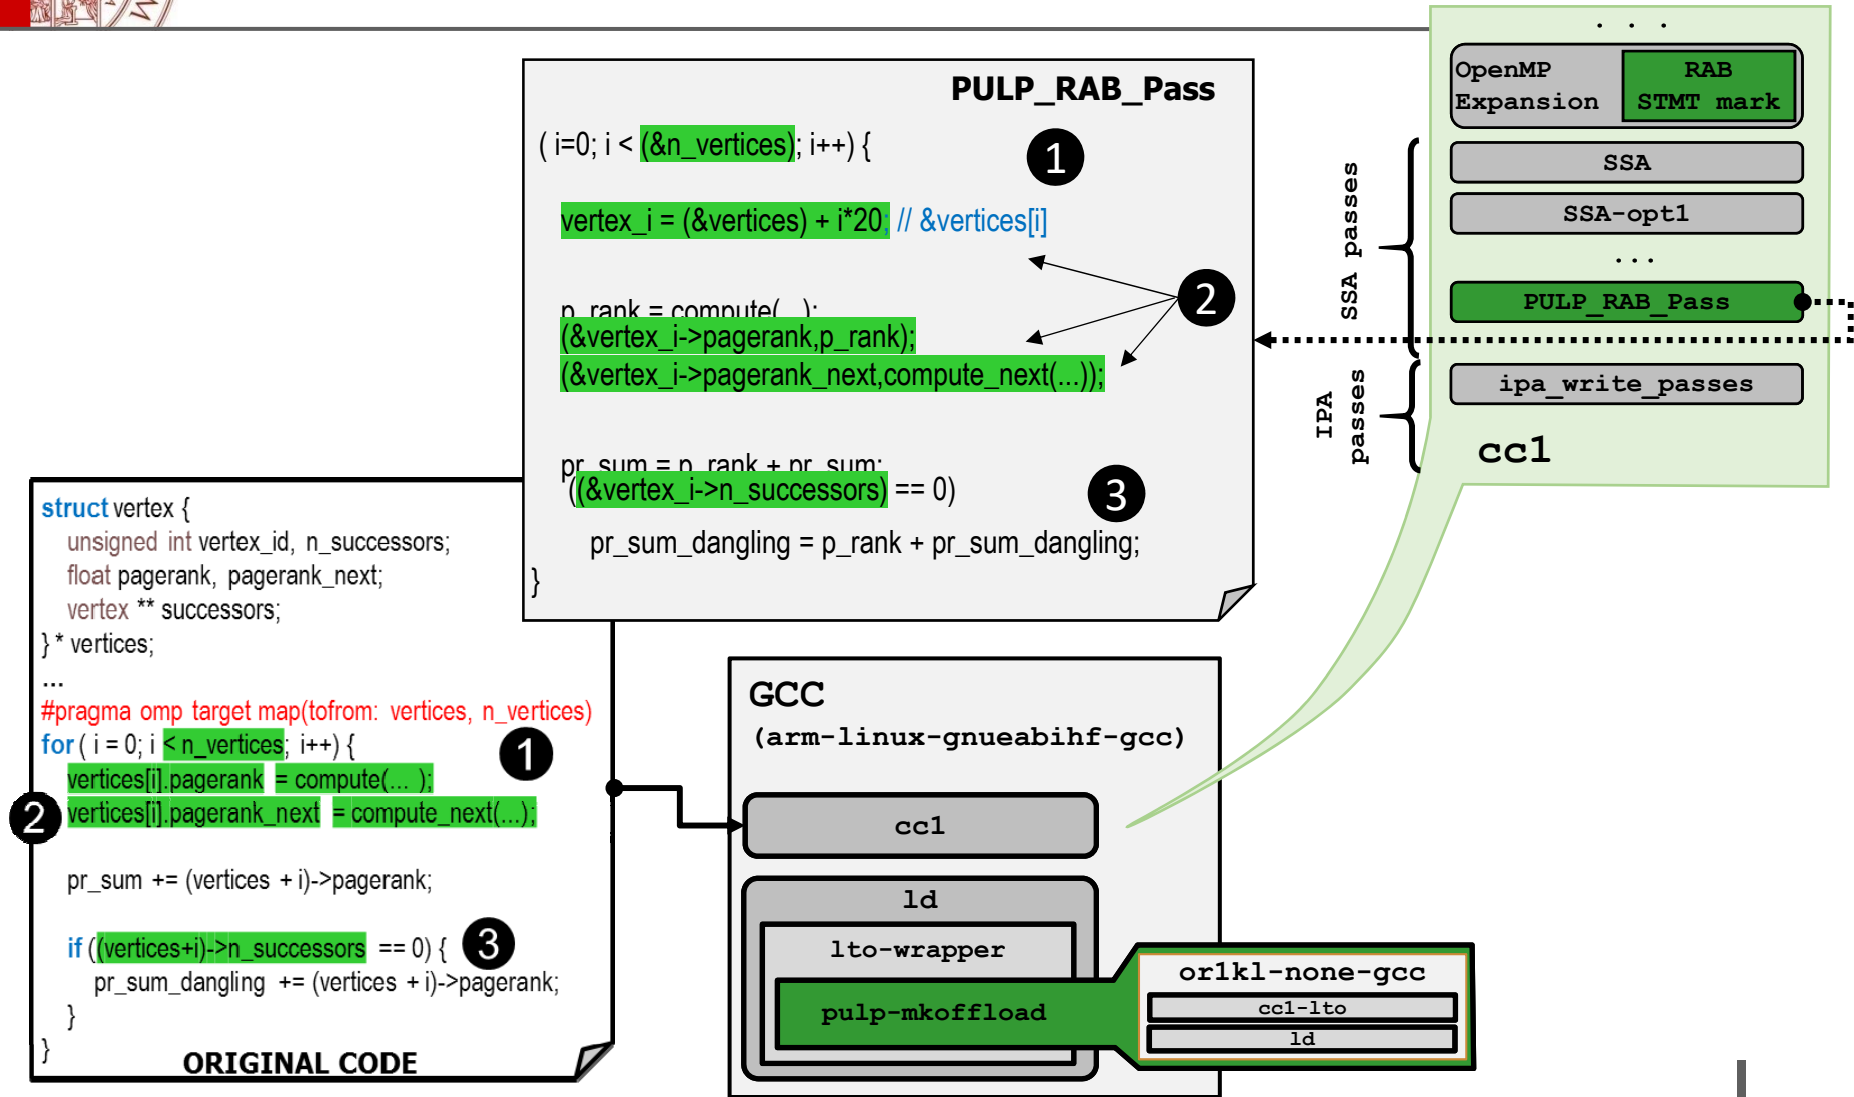 PULP_RAB_Pass
( i=0; i < (&n_vertices); i++) {
1
vertex_i = (&vertices) + i*20; // &vertices[i]
2
p_rank = compute(...);
(&vertex_i->pagerank,p_rank);
(&vertex_i->pagerank_next,compute_next(...));
pr_sum = p_rank + pr_sum;
((&vertex_i->n_successors) == 0)
3
pr_sum_dangling = p_rank + pr_sum_dangling;
}
. . .
OpenMP
Expansion
RAB
STMT mark
SSA
SSA-opt1
...
PULP_RAB_Pass
ipa_write_passes
cc1
SSA passes
IPA
passes
struct vertex {
unsigned int vertex_id, n_successors;
float pagerank, pagerank_next;
vertex ** successors;
} * vertices;
...
#pragma omp target map(tofrom: vertices, n_vertices)
for ( i = 0; i < n_vertices; i++) {
1
vertices[i].pagerank = compute(... );
2
vertices[i].pagerank_next = compute_next(...);
pr_sum += (vertices + i)->pagerank;
if ((vertices+i)->n_successors == 0) {
3
pr_sum_dangling += (vertices + i)->pagerank;
}
}
ORIGINAL CODE
GCC
(arm-linux-gnueabihf-gcc)
cc1
ld
lto-wrapper
pulp-mkoffload
or1kl-none-gcc
cc1-lto
ld